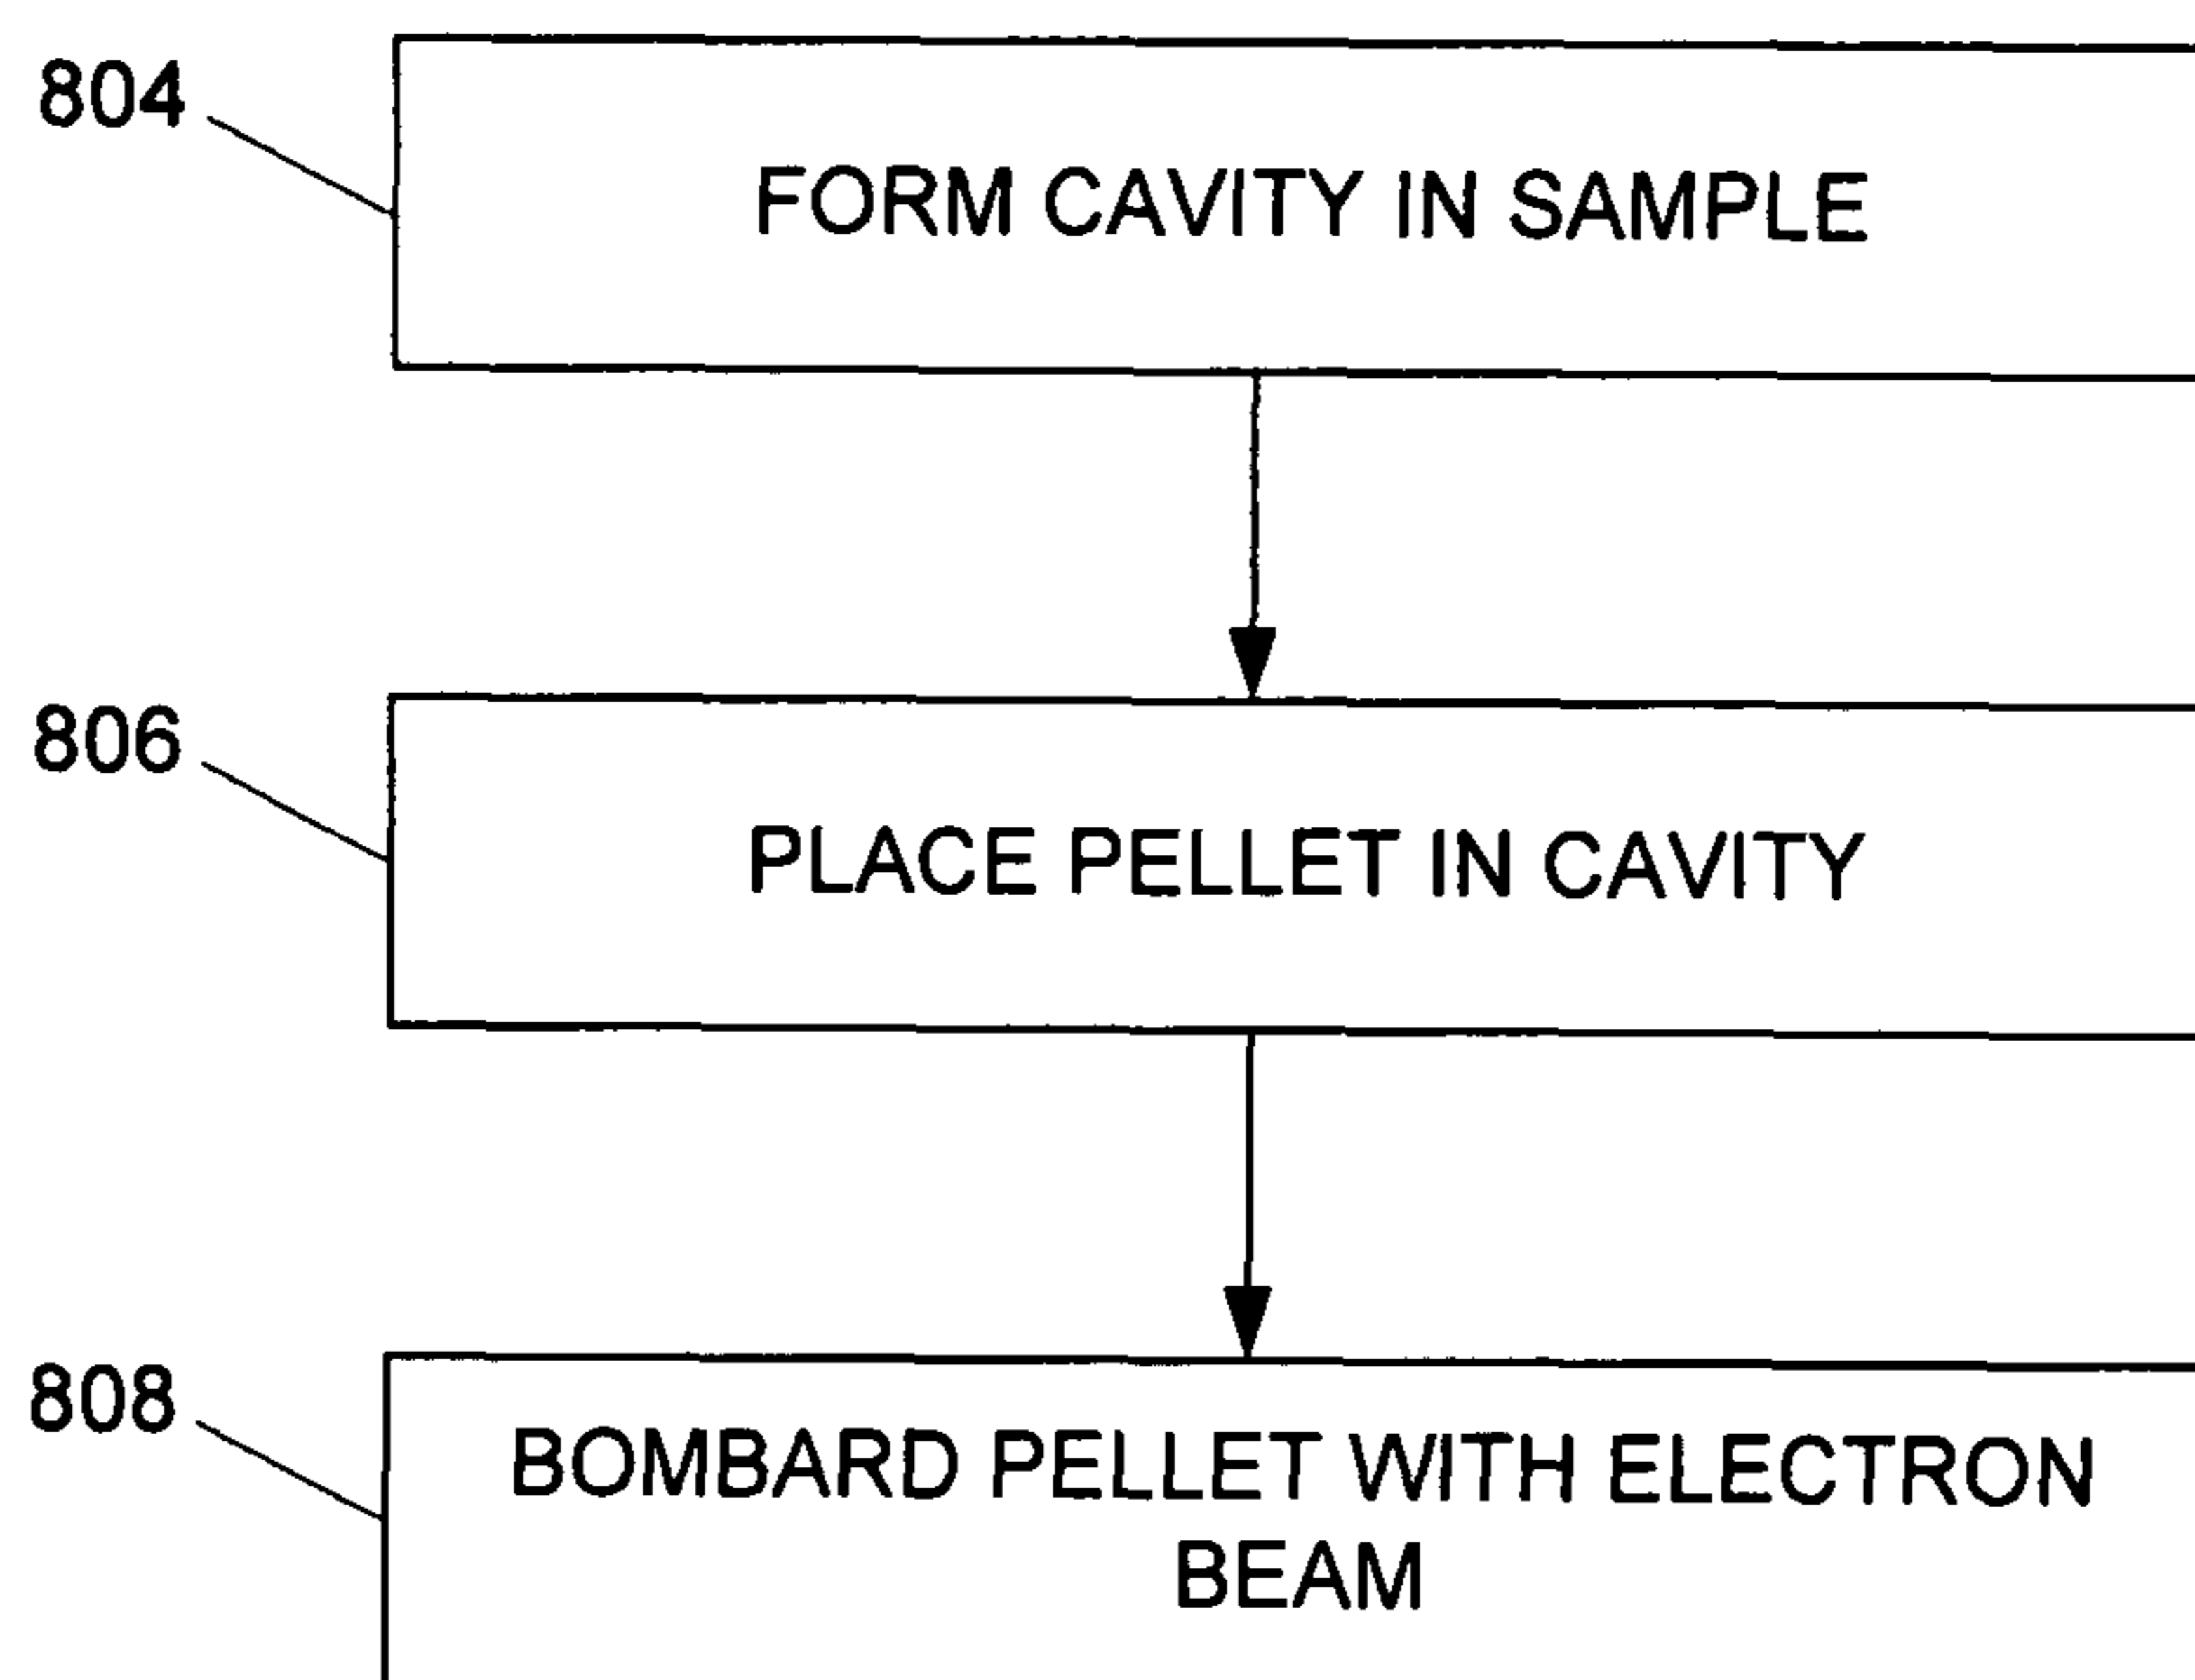 804
FORM CAVITY IN SAMPLE
806
PLACE PELLET IN CAVITY
808
BOMBARD PELLET WITH ELECTRON
BEAM